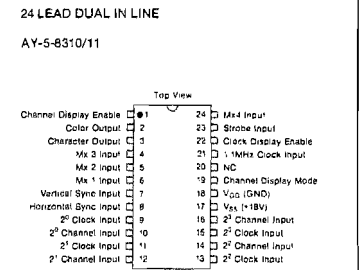 24 LEAD DUAL IN LINE
AY-5-8310/11
Top View
Channel Display Enable 1 24 Mx4 Input
Color Output 2 23 Strobe Input
Character Output 3 22 Clock Display Enable
Mx 3 Input 4 21 1.1MHz Clock Input
Mx 2 Input 5 20 NC
Mx 1 Input 6 19 Channel Display Mode
Vertical Sync Input 7 18 VGG (GND)
Horizontal Sync Input 8 17 VSS (+18V)
2⁰ Clock Input 9 16 2³ Channel Input
2⁰ Channel Input 10 15 2³ Clock Input
2¹ Clock Input 11 14 2² Channel Input
2¹ Channel Input 12 13 2² Clock Input